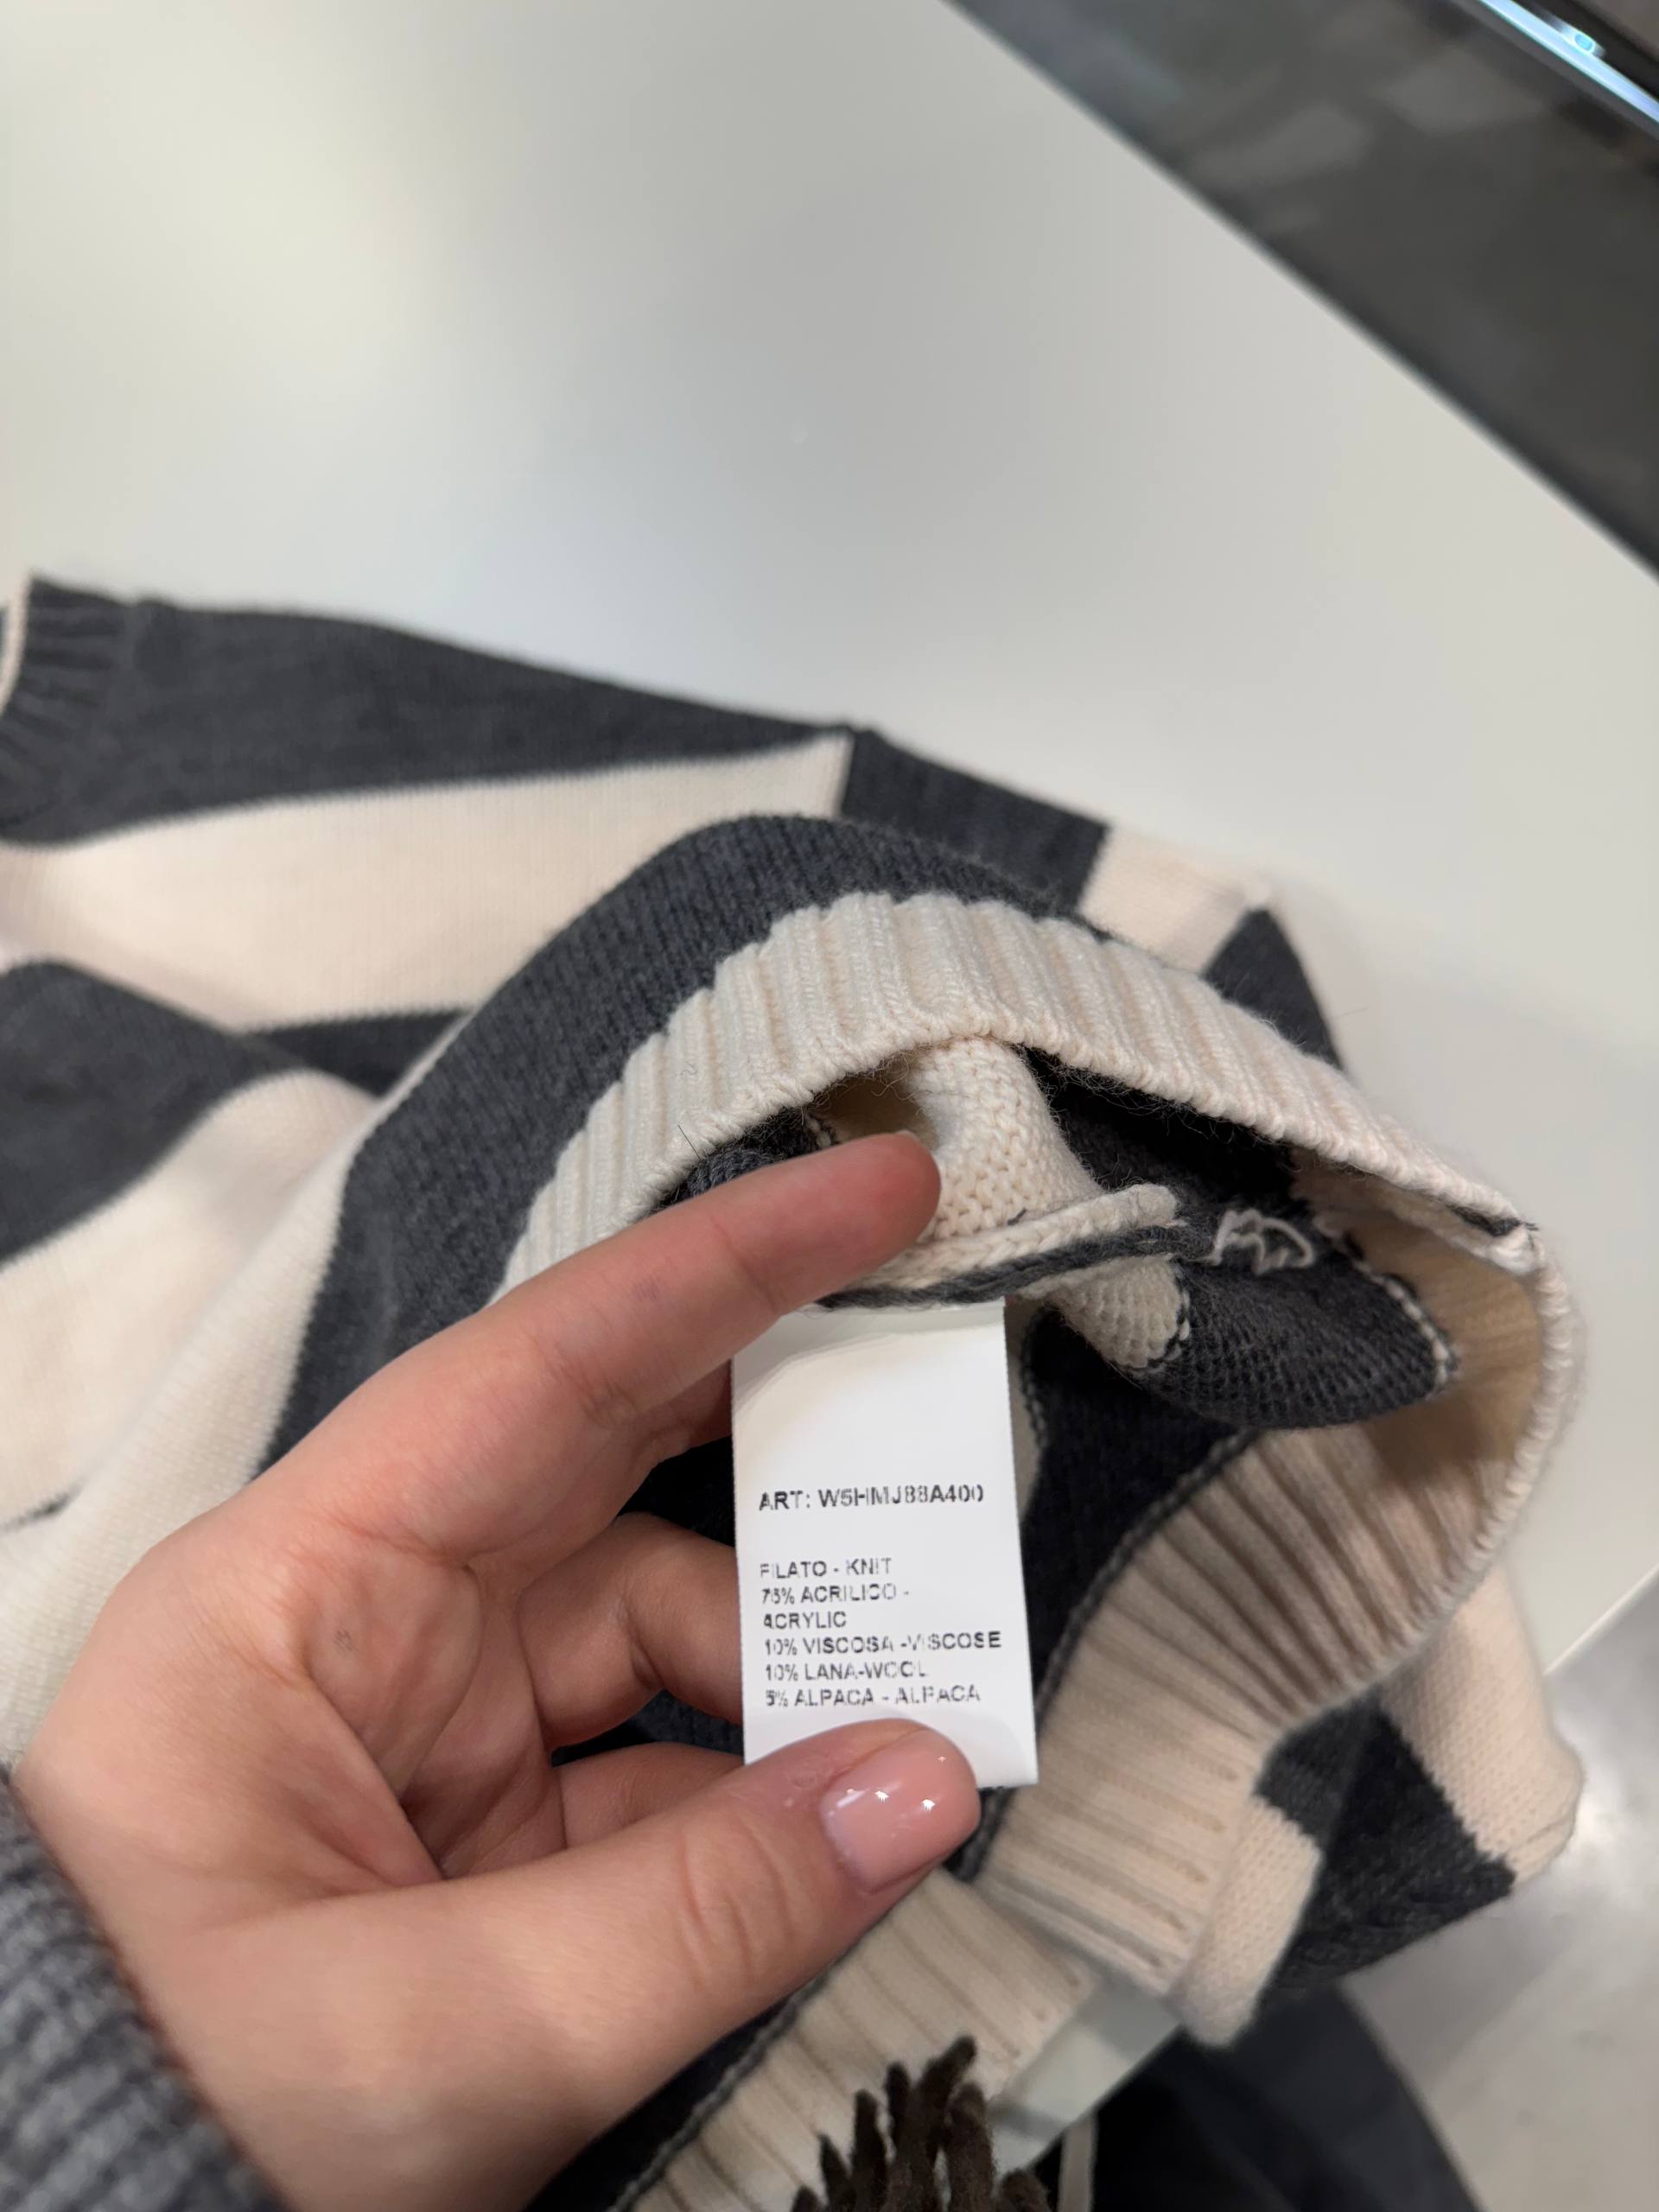 ART: W5HMJ88A400
FILATO - KNIT
75% ACRILICO -
ACRYLIC
10% VISCOSA -VISCOSE
10% LANA-WOOL
5% ALPACA - ALPACA